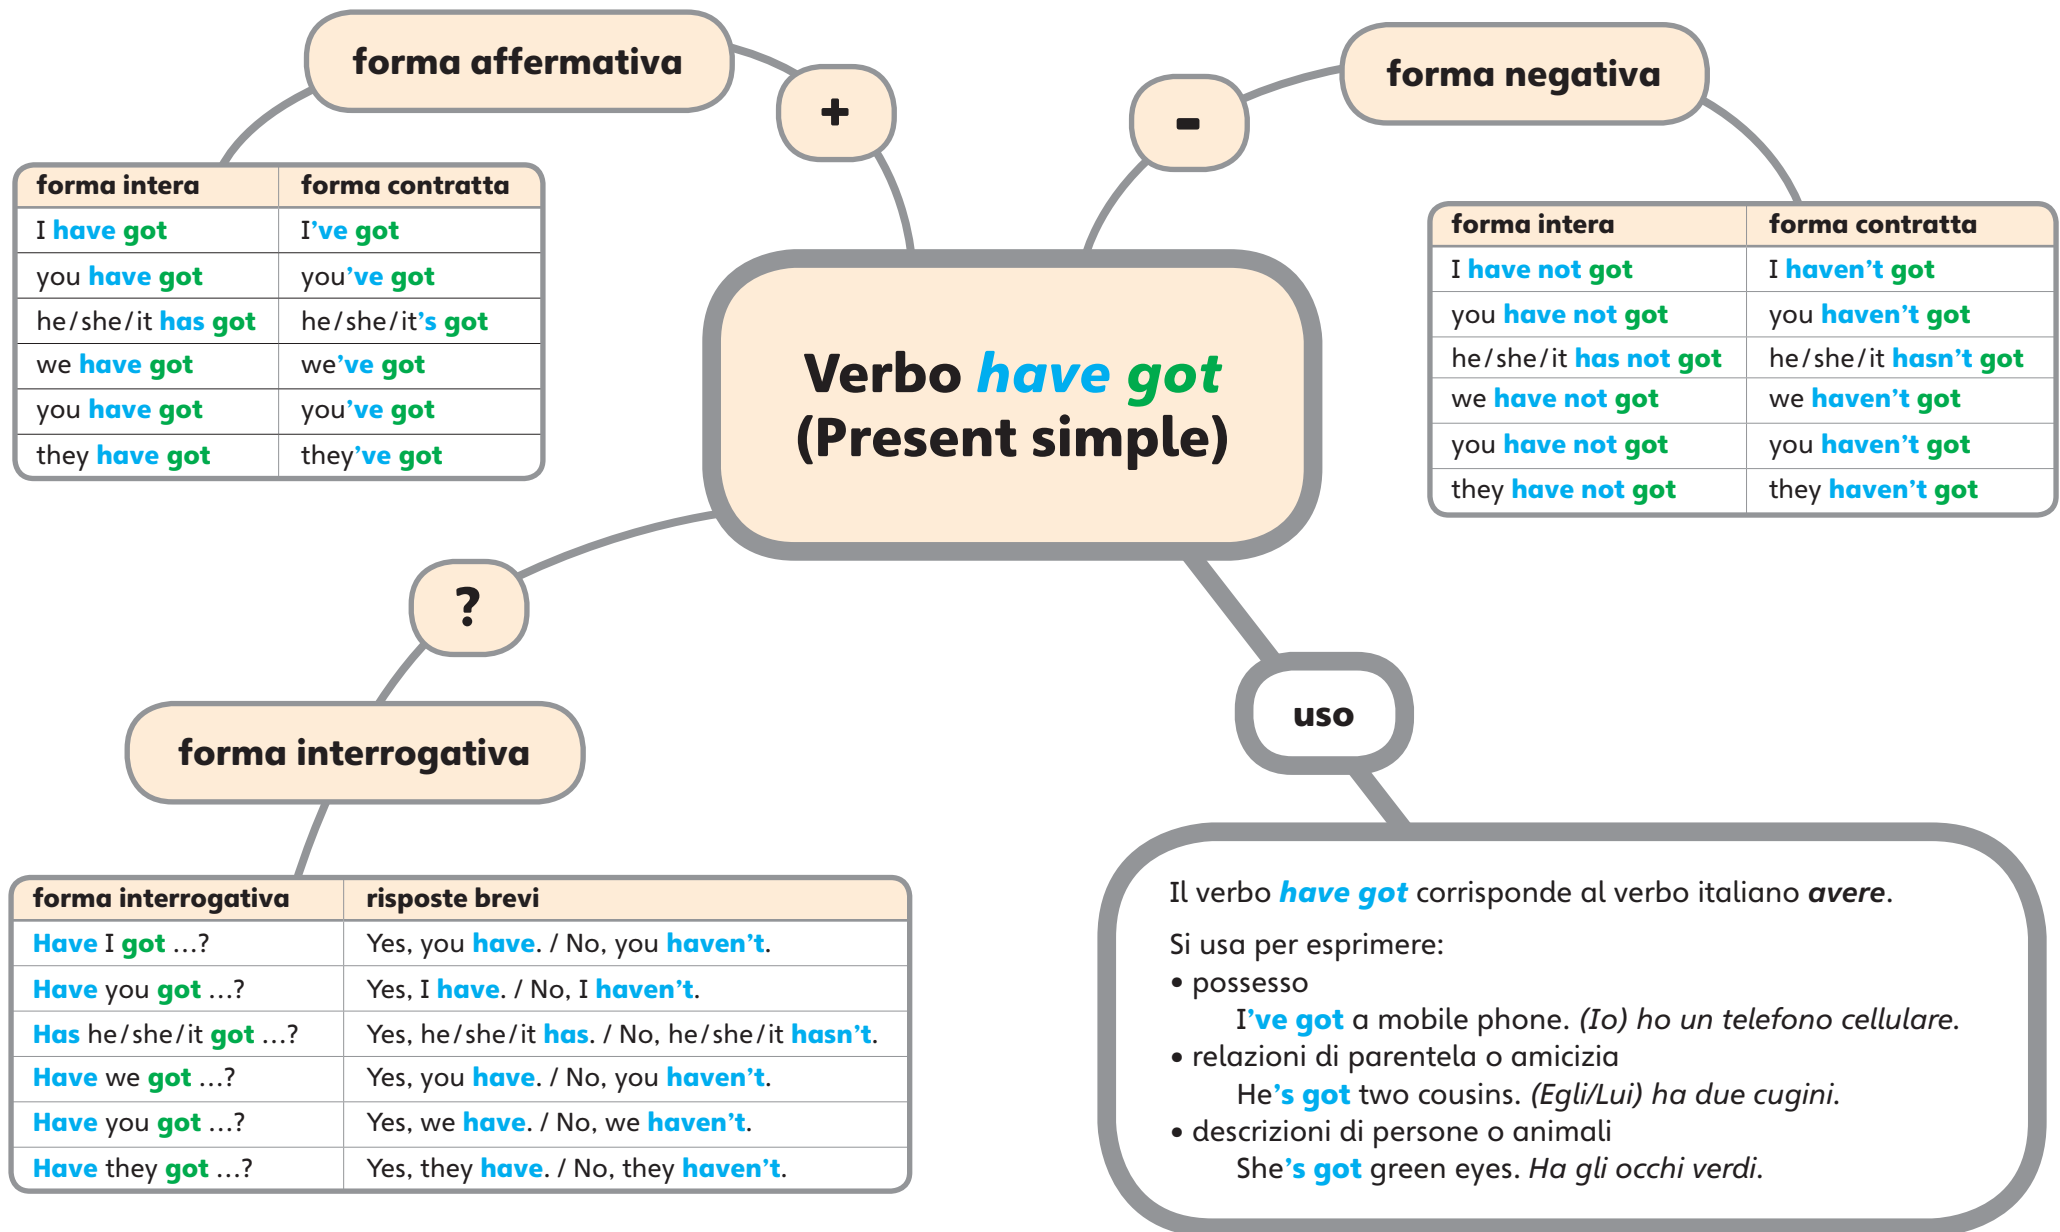 forma affermativa
+
forma intera forma contratta
I have got I've got
you have got you've got
he/she/it has got he/she/it's got
we have got we've got
you have got you've got
they have got they've got
-
forma negativa
forma intera forma contratta
I have not got I haven't got
you have not got you haven't got
he/she/it has not got he/she/it hasn't got
we have not got we haven't got
you have not got you haven't got
they have not got they haven't got
Verbo have got
(Present simple)
?
forma interrogativa
forma interrogativa risposte brevi
Have I got ...? Yes, you have. / No, you haven't.
Have you got ...? Yes, I have. / No, I haven't.
Has he/she/it got ...? Yes, he/she/it has. / No, he/she/it hasn't.
Have we got ...? Yes, you have. / No, you haven't.
Have you got ...? Yes, we have. / No, we haven't.
Have they got ...? Yes, they have. / No, they haven't.
uso
Il verbo have got corrisponde al verbo italiano avere.
Si usa per esprimere:
• possesso
I've got a mobile phone. (Io) ho un telefono cellulare.
• relazioni di parentela o amicizia
He's got two cousins. (Egli/Lui) ha due cugini.
• descrizioni di persone o animali
She's got green eyes. Ha gli occhi verdi.